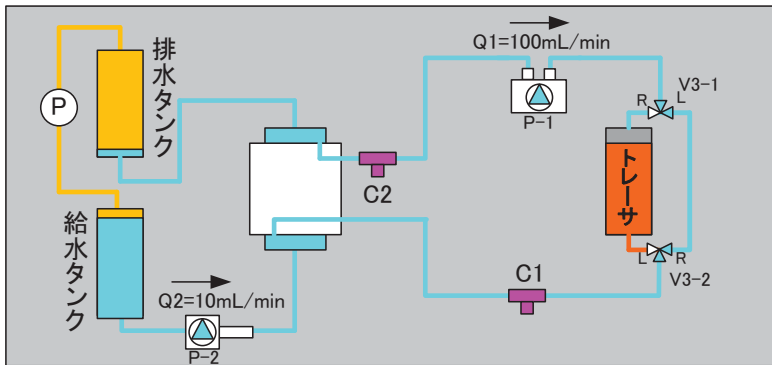 Q1=100mL/min
排水タンク
P
P-1
V3-1
R
L
C2
トレーサ
給水タンク
Q2=10mL/min
P-2
C1
L
R
V3-2